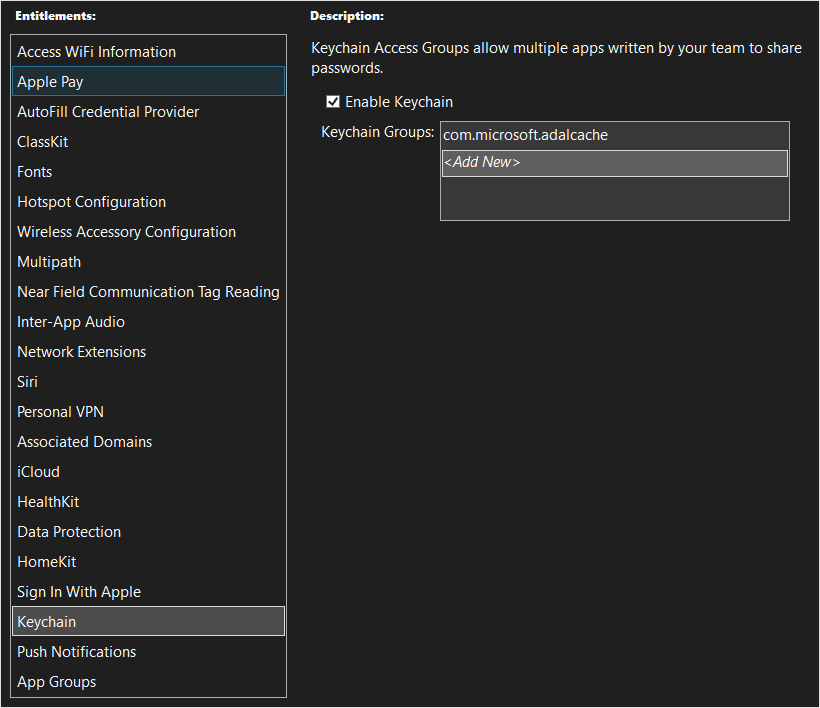 Entitlements:
Access WiFi Information
Apple Pay
AutoFill Credential Provider
ClassKit
Fonts
Hotspot Configuration
Wireless Accessory Configuration
Multipath
Near Field Communication Tag Reading
Inter-App Audio
Network Extensions
Siri
Personal VPN
Associated Domains
iCloud
HealthKit
Data Protection
HomeKit
Sign In With Apple
Keychain
Push Notifications
App Groups
Description:
Keychain Access Groups allow multiple apps written by your team to share
passwords.
Enable Keychain
Keychain Groups: com.microsoft.adalcache
<Add New>